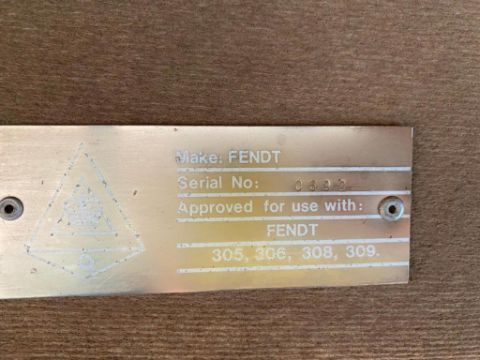 Make: FENDT
Serial No:
Approved for use with:
FENDT
305, 306, 308, 309.